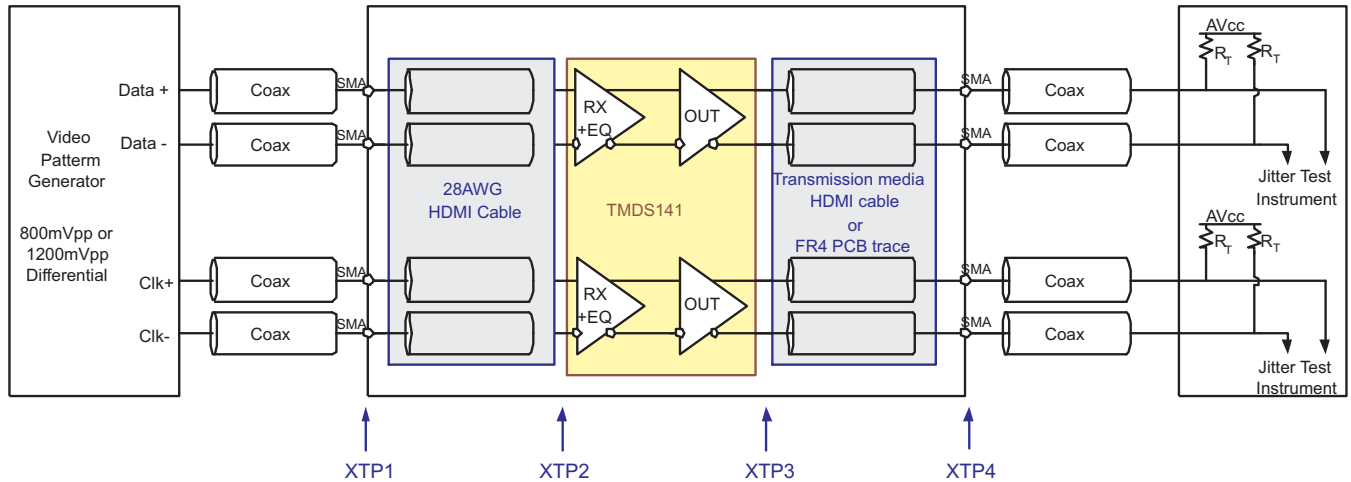 Video
Patterm
Generator
800mVpp or
1200mVpp
Differential
Data +
Data -
Clk+
Clk-
Coax
Coax
Coax
Coax
SMA
SMA
SMA
SMA
28AWG
HDMI Cable
RX
+EQ
OUT
TMDS141
RX
+EQ
OUT
Transmission media
HDMI cable
or
FR4 PCB trace
SMA
SMA
SMA
SMA
Coax
Coax
Coax
Coax
AVcc
RT
RT
Jitter Test
Instrument
AVcc
RT
RT
Jitter Test
Instrument
XTP1
XTP2
XTP3
XTP4